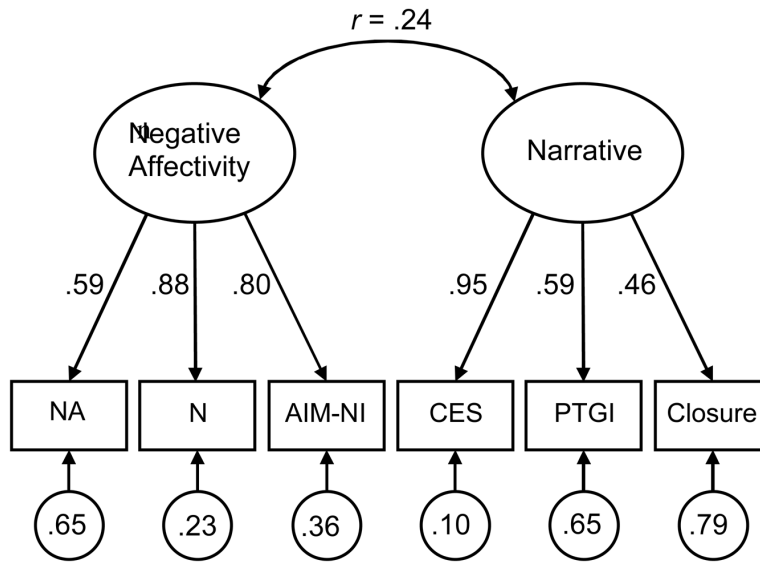 r = .24
Negative
Affectivity
Narrative
.59 .88 .80 .95 .59 .46
NA N AIM-NI CES PTGI Closure
.65 .23 .36 .10 .65 .79